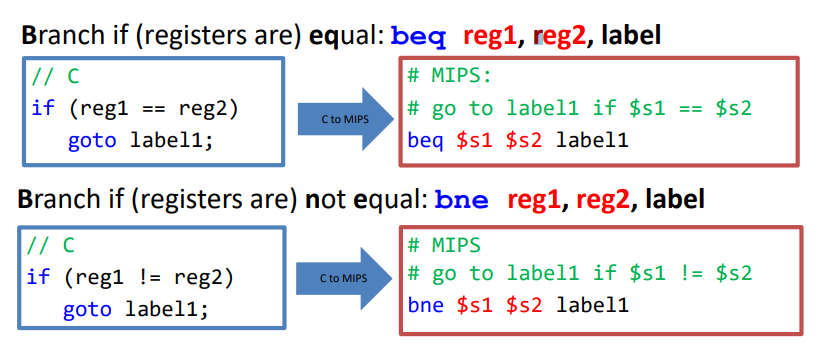 Branch if (registers are) equal: beq reg1, reg2, label
// C
if (reg1 == reg2)
goto label1;
C to MIPS
# MIPS:
# go to label1 if $s1 == $s2
beq $s1 $s2 label1
Branch if (registers are) not equal: bne reg1, reg2, label
// C
if (reg1 != reg2)
goto label1;
C to MIPS
# MIPS
# go to label1 if $s1 != $s2
bne $s1 $s2 label1